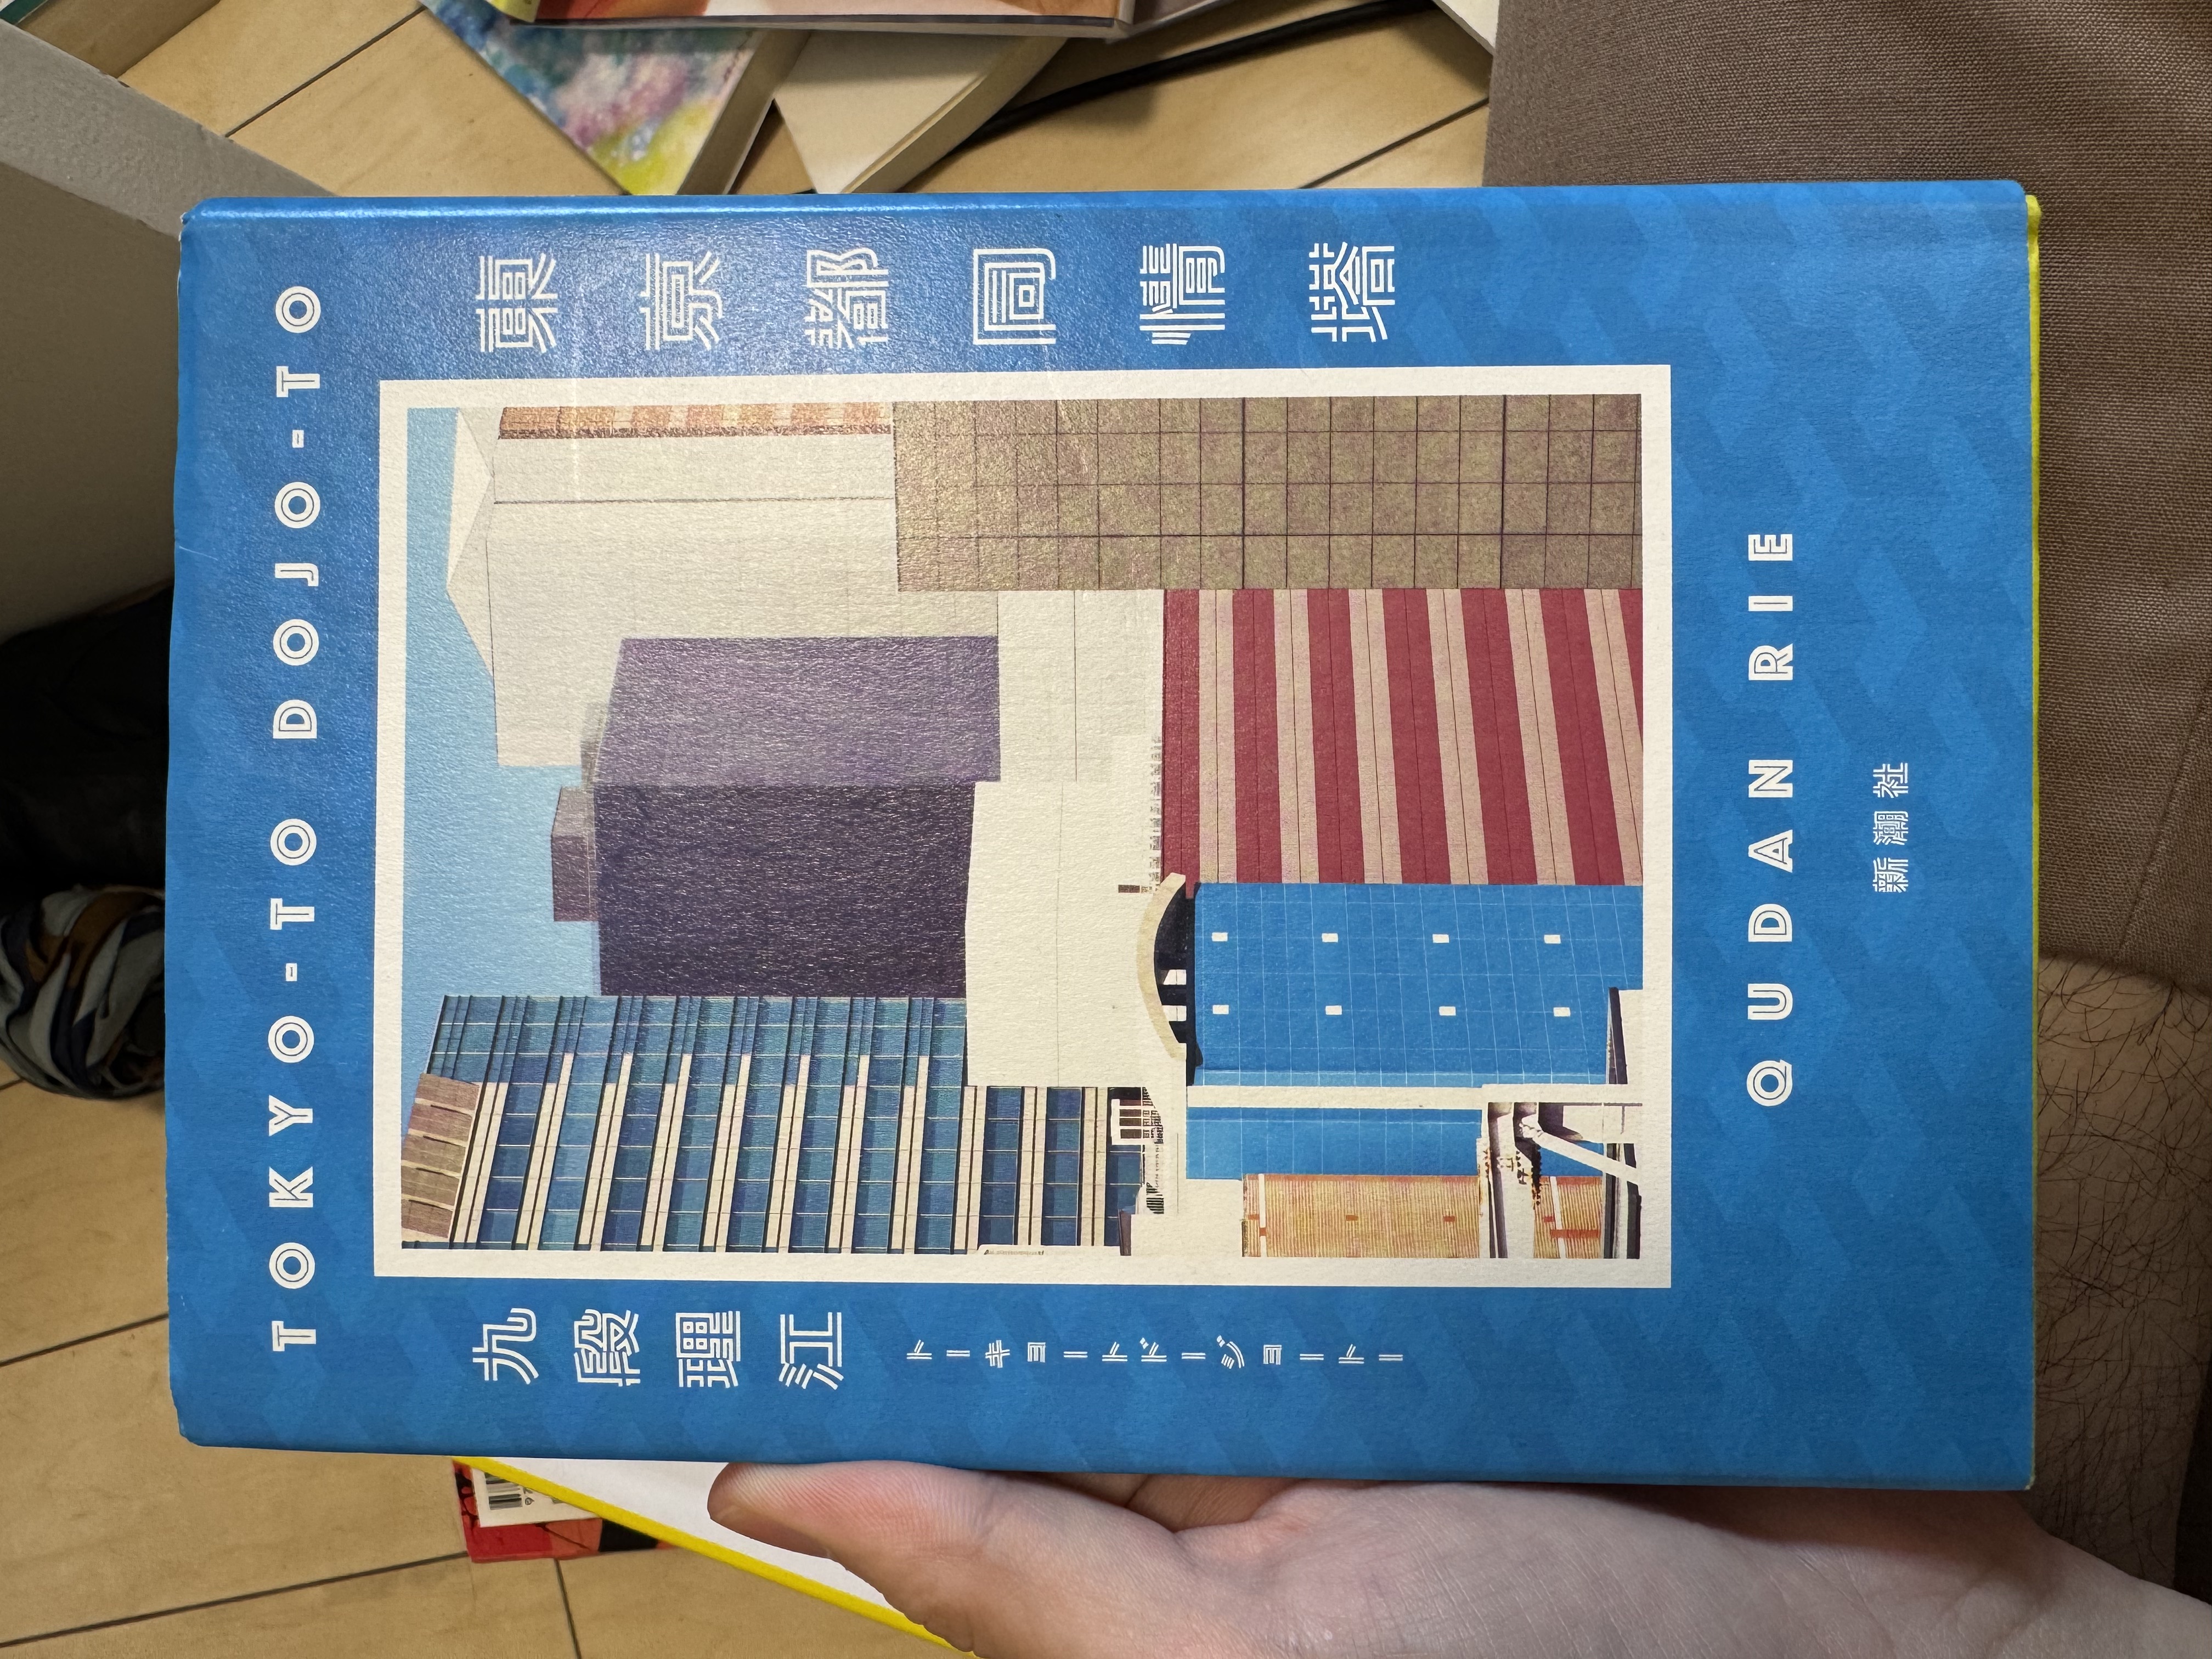 TOKYO-TO DOJO-TO
東京都同情塔
九段理江
トーキョートドージョートー
QUDAN RIE
新潮社